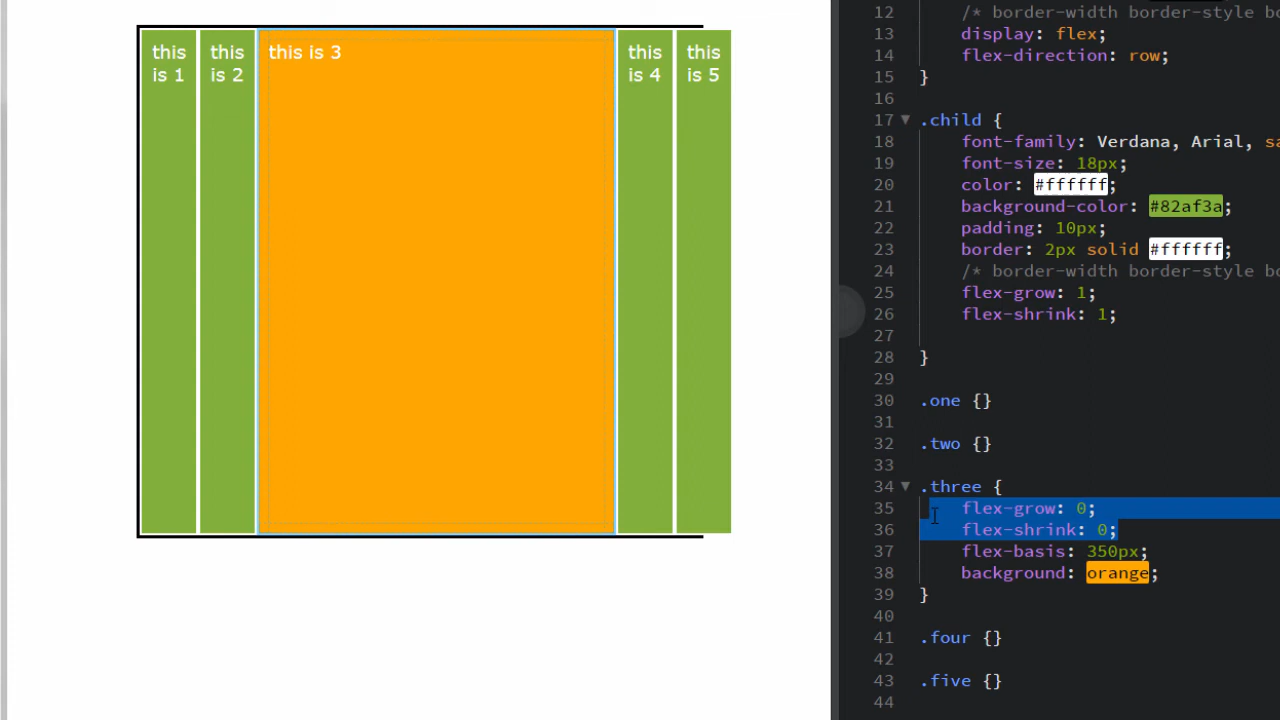 this is 1
this is 2
this is 3
this is 4
this is 5
12 /* border-width border-style bo
13 display: flex;
14 flex-direction: row;
15 }
16
17 .child {
18 font-family: Verdana, Arial, sa
19 font-size: 18px;
20 color: #ffffff;
21 background-color: #82af3a;
22 padding: 10px;
23 border: 2px solid #ffffff;
24 /* border-width border-style bo
25 flex-grow: 1;
26 flex-shrink: 1;
27
28 }
29
30 .one {}
31
32 .two {}
33
34 .three {
35 flex-grow: 0;
36 flex-shrink: 0;
37 flex-basis: 350px;
38 background: orange;
39 }
40
41 .four {}
42
43 .five {}
44